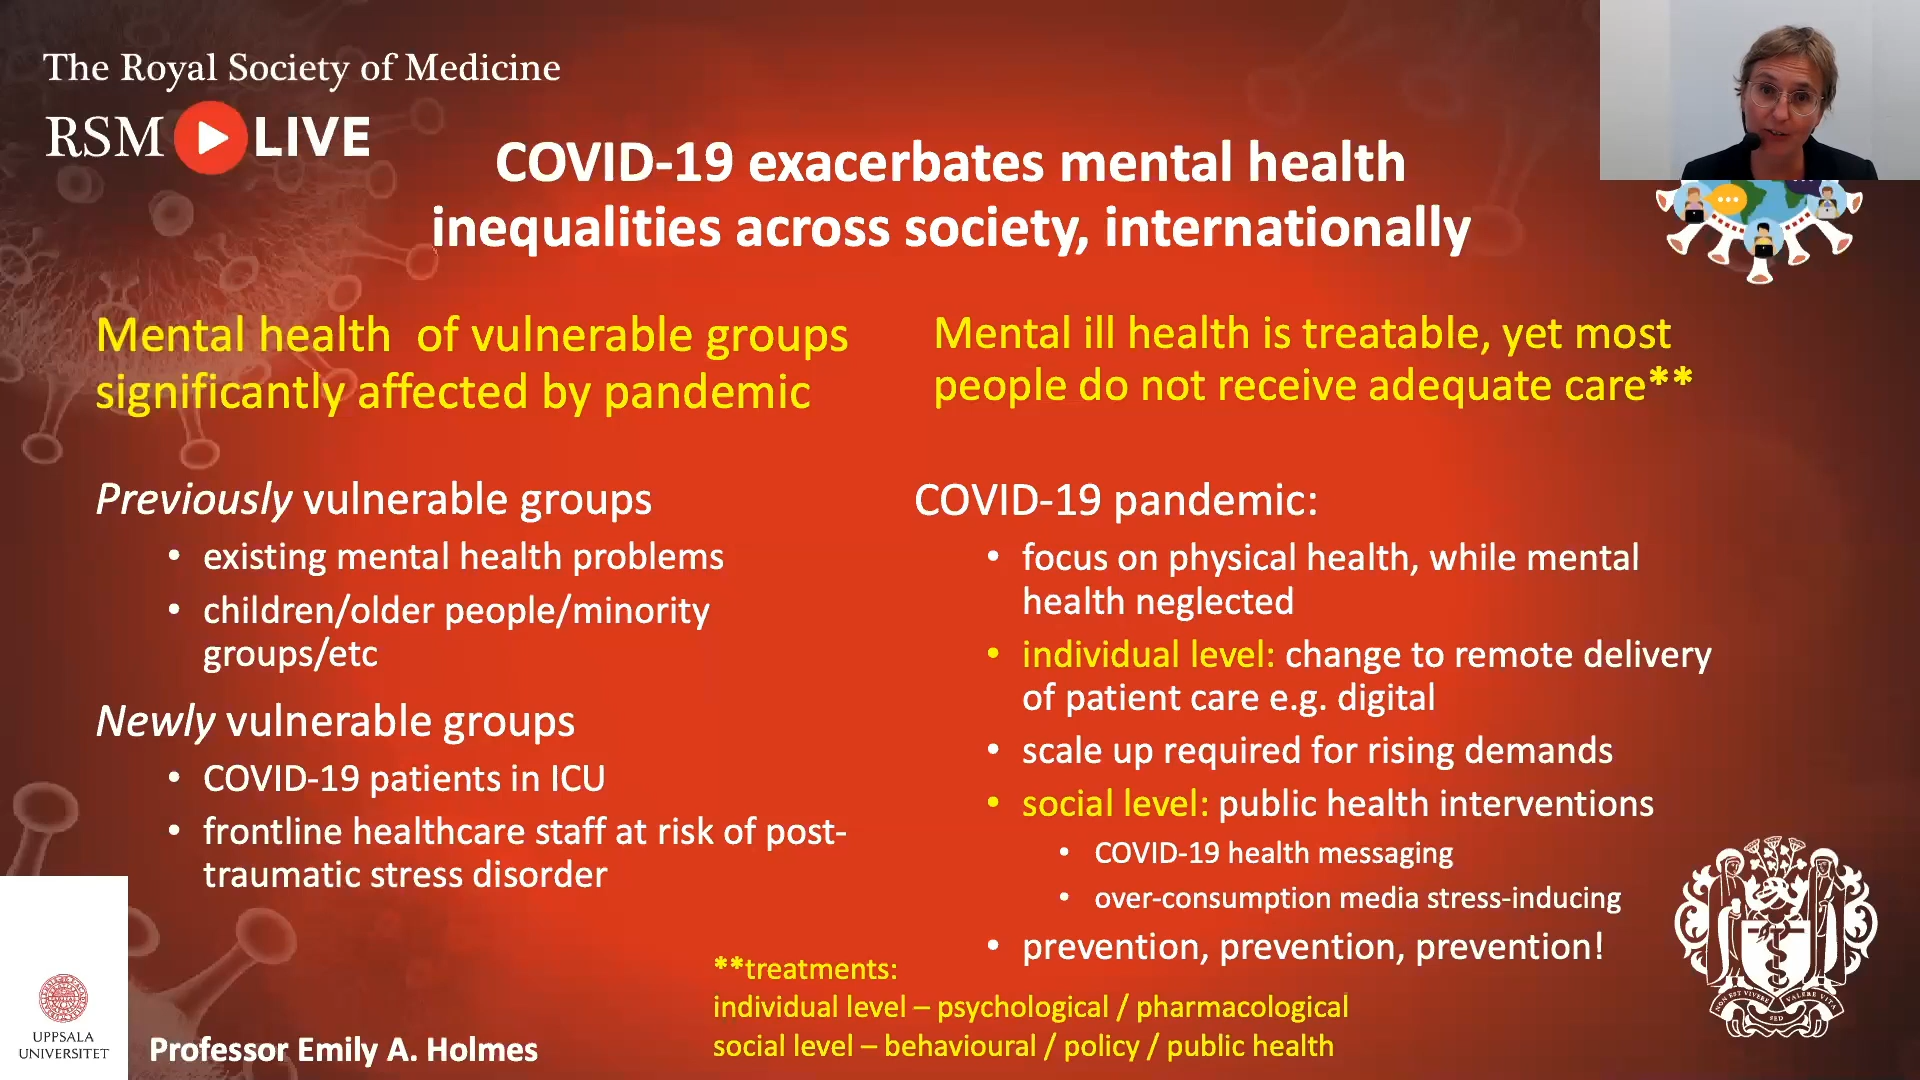 The Royal Society of Medicine
RSM LIVE
COVID-19 exacerbates mental health
inequalities across society, internationally
Mental health of vulnerable groups
significantly affected by pandemic
Previously vulnerable groups
• existing mental health problems
• children/older people/minority
groups/etc
Newly vulnerable groups
• COVID-19 patients in ICU
• frontline healthcare staff at risk of post-
traumatic stress disorder
Mental ill health is treatable, yet most
people do not receive adequate care**
COVID-19 pandemic:
• focus on physical health, while mental
health neglected
• individual level: change to remote delivery
of patient care e.g. digital
• scale up required for rising demands
• social level: public health interventions
• COVID-19 health messaging
• over-consumption media stress-inducing
• prevention, prevention, prevention!
**treatments:
individual level – psychological / pharmacological
social level – behavioural / policy / public health
UPPSALA
UNIVERSITET
Professor Emily A. Holmes
NON EST VIVERE
SED
VALERE VITA